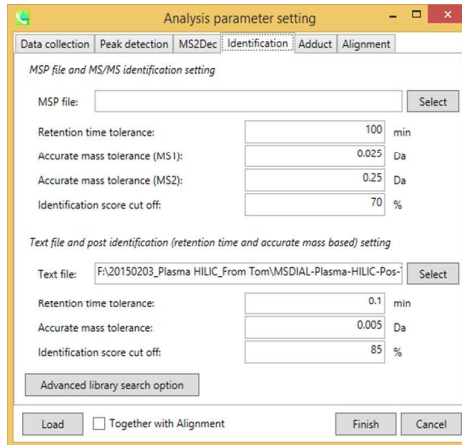 Analysis parameter setting
Data collection Peak detection MS2Dec Identification Adduct Alignment
MSP file and MS/MS identification setting
MSP file: Select
Retention time tolerance: 100 min
Accurate mass tolerance (MS1): 0.025 Da
Accurate mass tolerance (MS2): 0.25 Da
Identification score cut off: 70 %
Text file and post identification (retention time and accurate mass based) setting
Text file: F:\20150203_Plasma HILIC_From Tom\MSDIAL-Plasma-HILIC-Pos- Select
Retention time tolerance: 0.1 min
Accurate mass tolerance: 0.005 Da
Identification score cut off: 85 %
Advanced library search option
Load Together with Alignment Finish Cancel